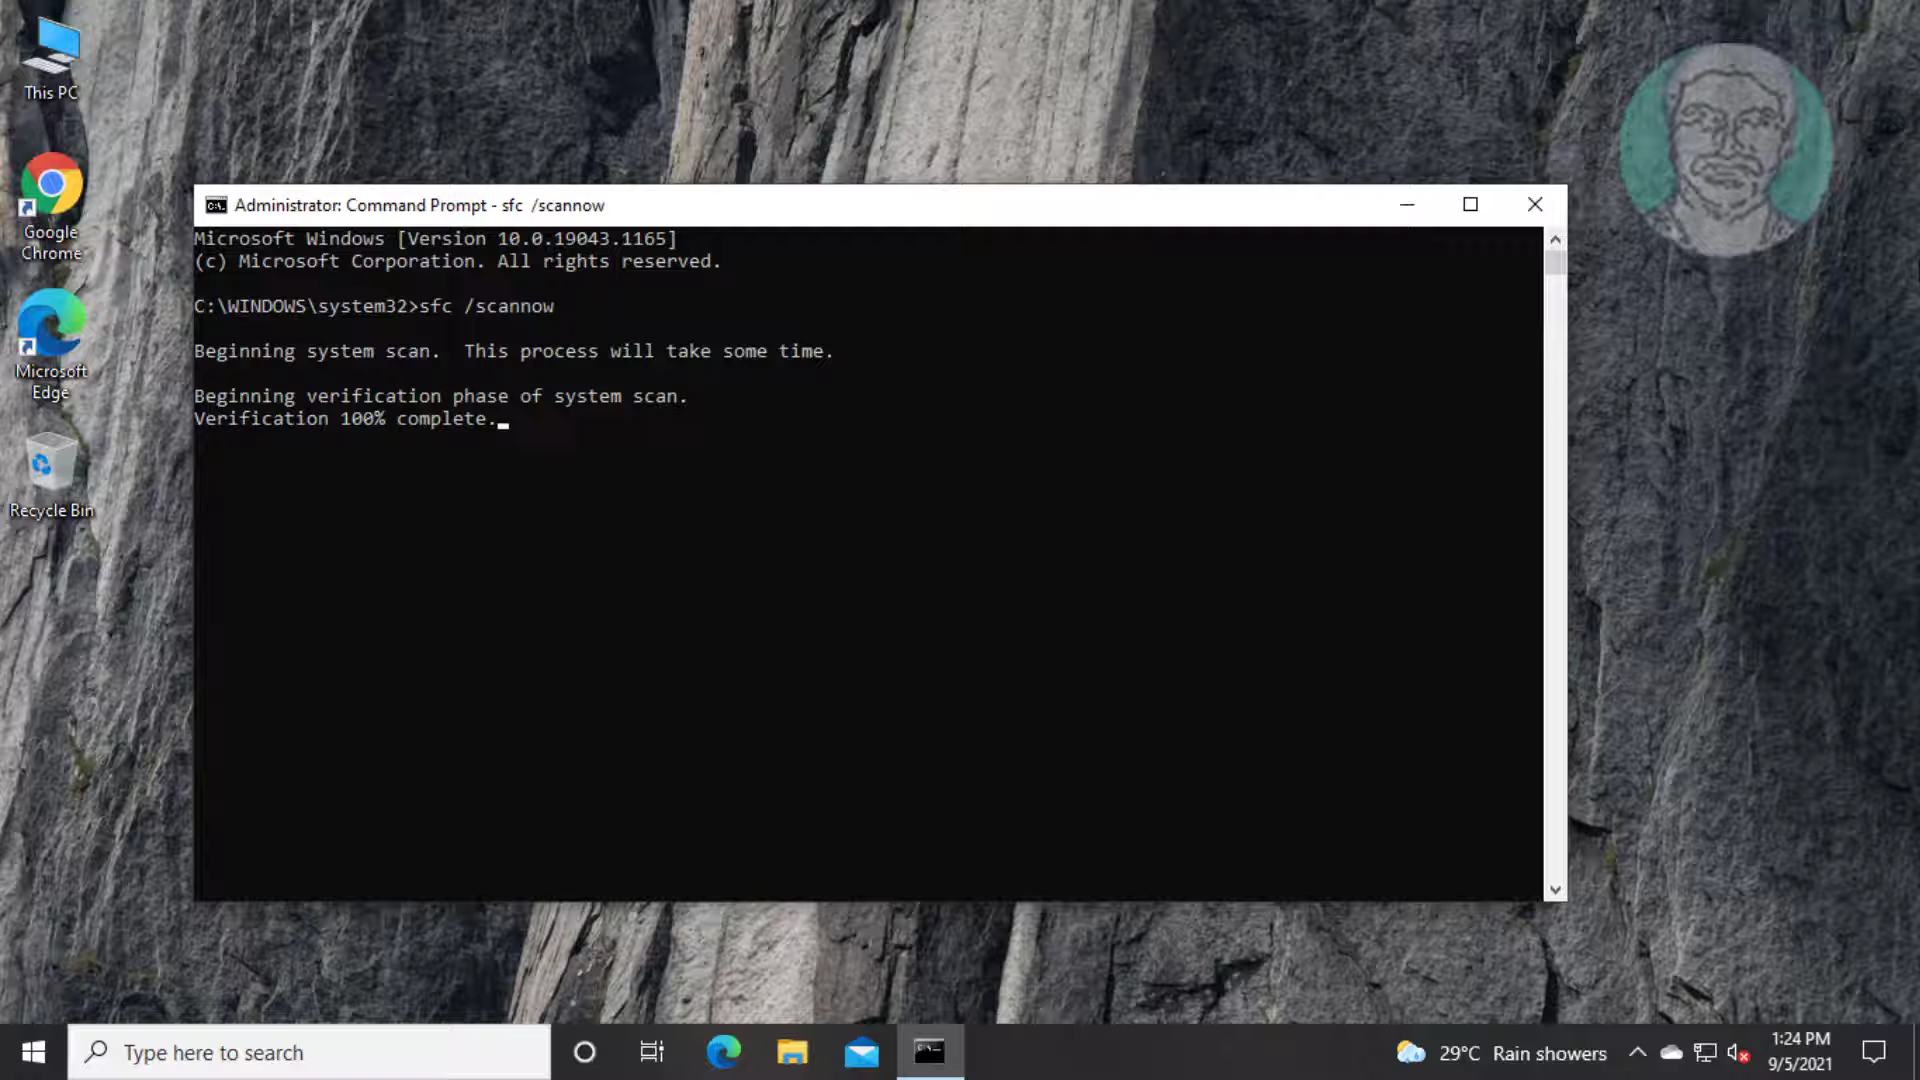 This PC
Google
Chrome
Microsoft
Edge
Recycle Bin
Administrator: Command Prompt - sfc  /scannow
Microsoft Windows [Version 10.0.19043.1165]
(c) Microsoft Corporation. All rights reserved.
C:\WINDOWS\system32>sfc /scannow
Beginning system scan.  This process will take some time.
Beginning verification phase of system scan.
Verification 100% complete.
Type here to search
29°C  Rain showers
1:24 PM
9/5/2021